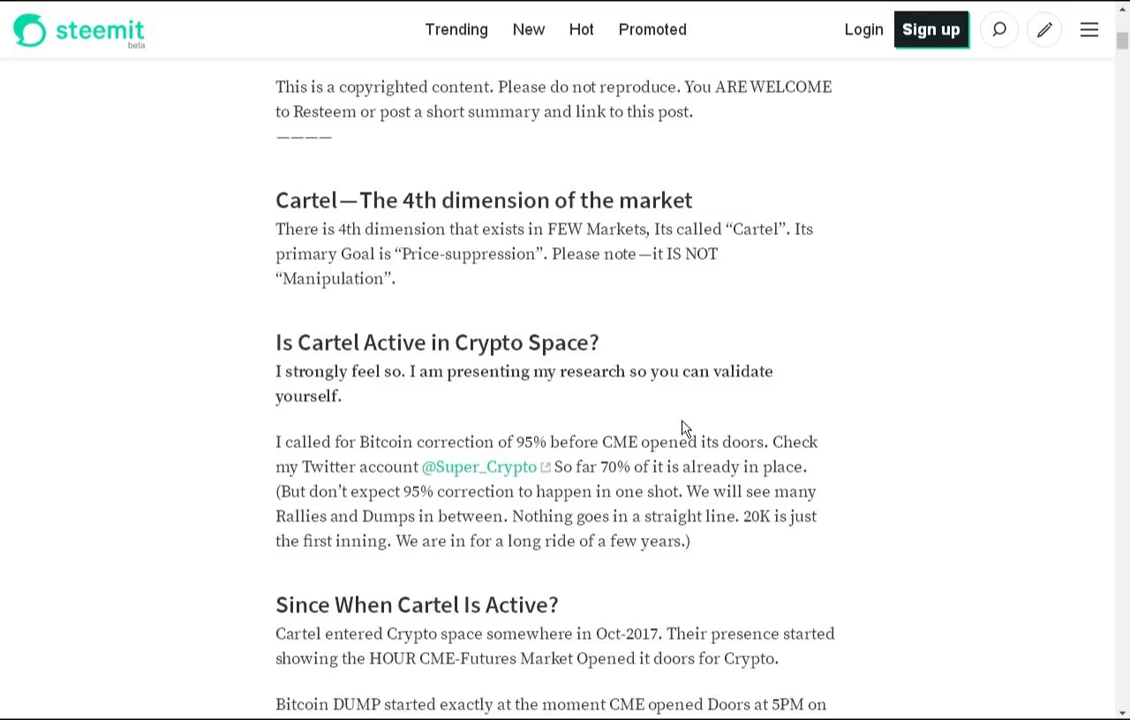 steemit
beta
Trending New Hot Promoted
Login Sign up
This is a copyrighted content. Please do not reproduce. You ARE WELCOME
to Resteem or post a short summary and link to this post.
————
Cartel—The 4th dimension of the market
There is 4th dimension that exists in FEW Markets, Its called “Cartel”. Its
primary Goal is “Price-suppression”. Please note—it IS NOT
“Manipulation”.
Is Cartel Active in Crypto Space?
I strongly feel so. I am presenting my research so you can validate
yourself.
I called for Bitcoin correction of 95% before CME opened its doors. Check
my Twitter account @Super_Crypto So far 70% of it is already in place.
(But don’t expect 95% correction to happen in one shot. We will see many
Rallies and Dumps in between. Nothing goes in a straight line. 20K is just
the first inning. We are in for a long ride of a few years.)
Since When Cartel Is Active?
Cartel entered Crypto space somewhere in Oct-2017. Their presence started
showing the HOUR CME-Futures Market Opened it doors for Crypto.
Bitcoin DUMP started exactly at the moment CME opened Doors at 5PM on